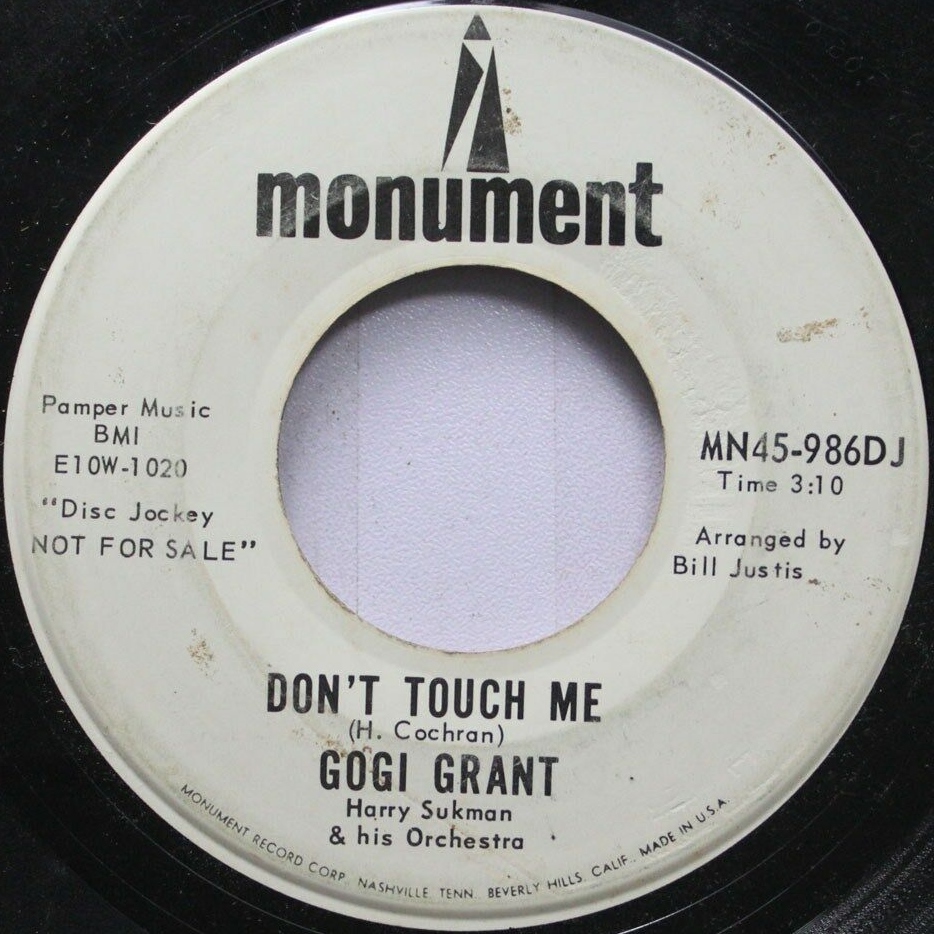 monument
Pamper Music
BMI
E10W-1020
"Disc Jockey
NOT FOR SALE"
MN45-986DJ
Time 3:10
Arranged by
Bill Justis
DON'T TOUCH ME
(H. Cochran)
GOGI GRANT
Harry Sukman
& his Orchestra
MONUMENT RECORD CORP. NASHVILLE, TENN. BEVERLY HILLS, CALIF. MADE IN U.S.A.